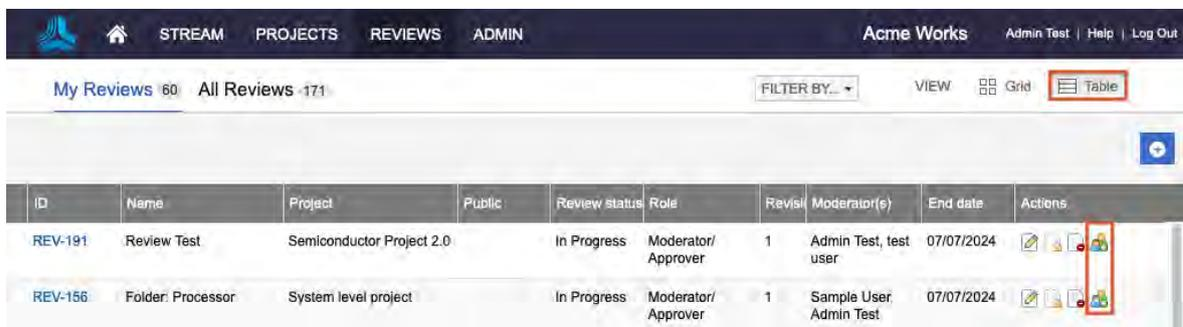 STREAM PROJECTS REVIEWS ADMIN Acme Works Admin Test | Help | Log Out
My Reviews 60 All Reviews 171 FILTER BY... VIEW Grid Table
ID Name Project Public Review status Role Revisi Moderator(s) End date Actions
REV-191 Review Test Semiconductor Project 2.0 In Progress Moderator/ 1 Admin Test, test 07/07/2024
Approver user
REV-156 Folder: Processor System level project In Progress Moderator/ 1 Sample User, 07/07/2024
Approver Admin Test